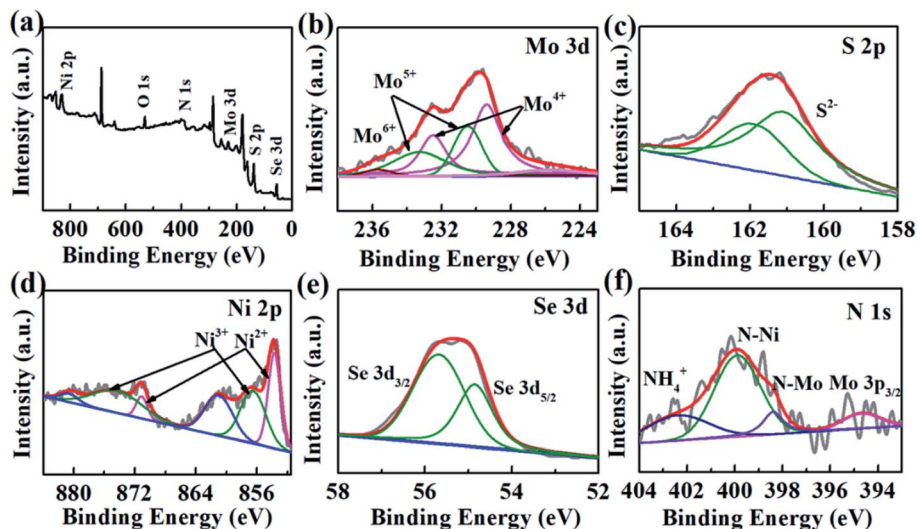 (a)
Intensity (a.u.)
Ni 2p
O 1s
N 1s
Mo 3d
S 2p
Se 3d
800 600 400 200 0
Binding Energy (eV)
(b)
Intensity (a.u.)
Mo 3d
Mo⁵⁺
Mo⁴⁺
Mo⁶⁺
236 232 228 224
Binding Energy (eV)
(c)
Intensity (a.u.)
S 2p
S²⁻
164 162 160 158
Binding Energy (eV)
(d)
Intensity (a.u.)
Ni 2p
Ni³⁺ Ni²⁺
880 872 864 856
Binding Energy (eV)
(e)
Intensity (a.u.)
Se 3d
Se 3d₃/₂
Se 3d₅/₂
58 56 54 52
Binding Energy (eV)
(f)
Intensity (a.u.)
N 1s
N-Ni
NH₄⁺
N-Mo Mo 3p₃/₂
404 402 400 398 396 394
Binding Energy (eV)